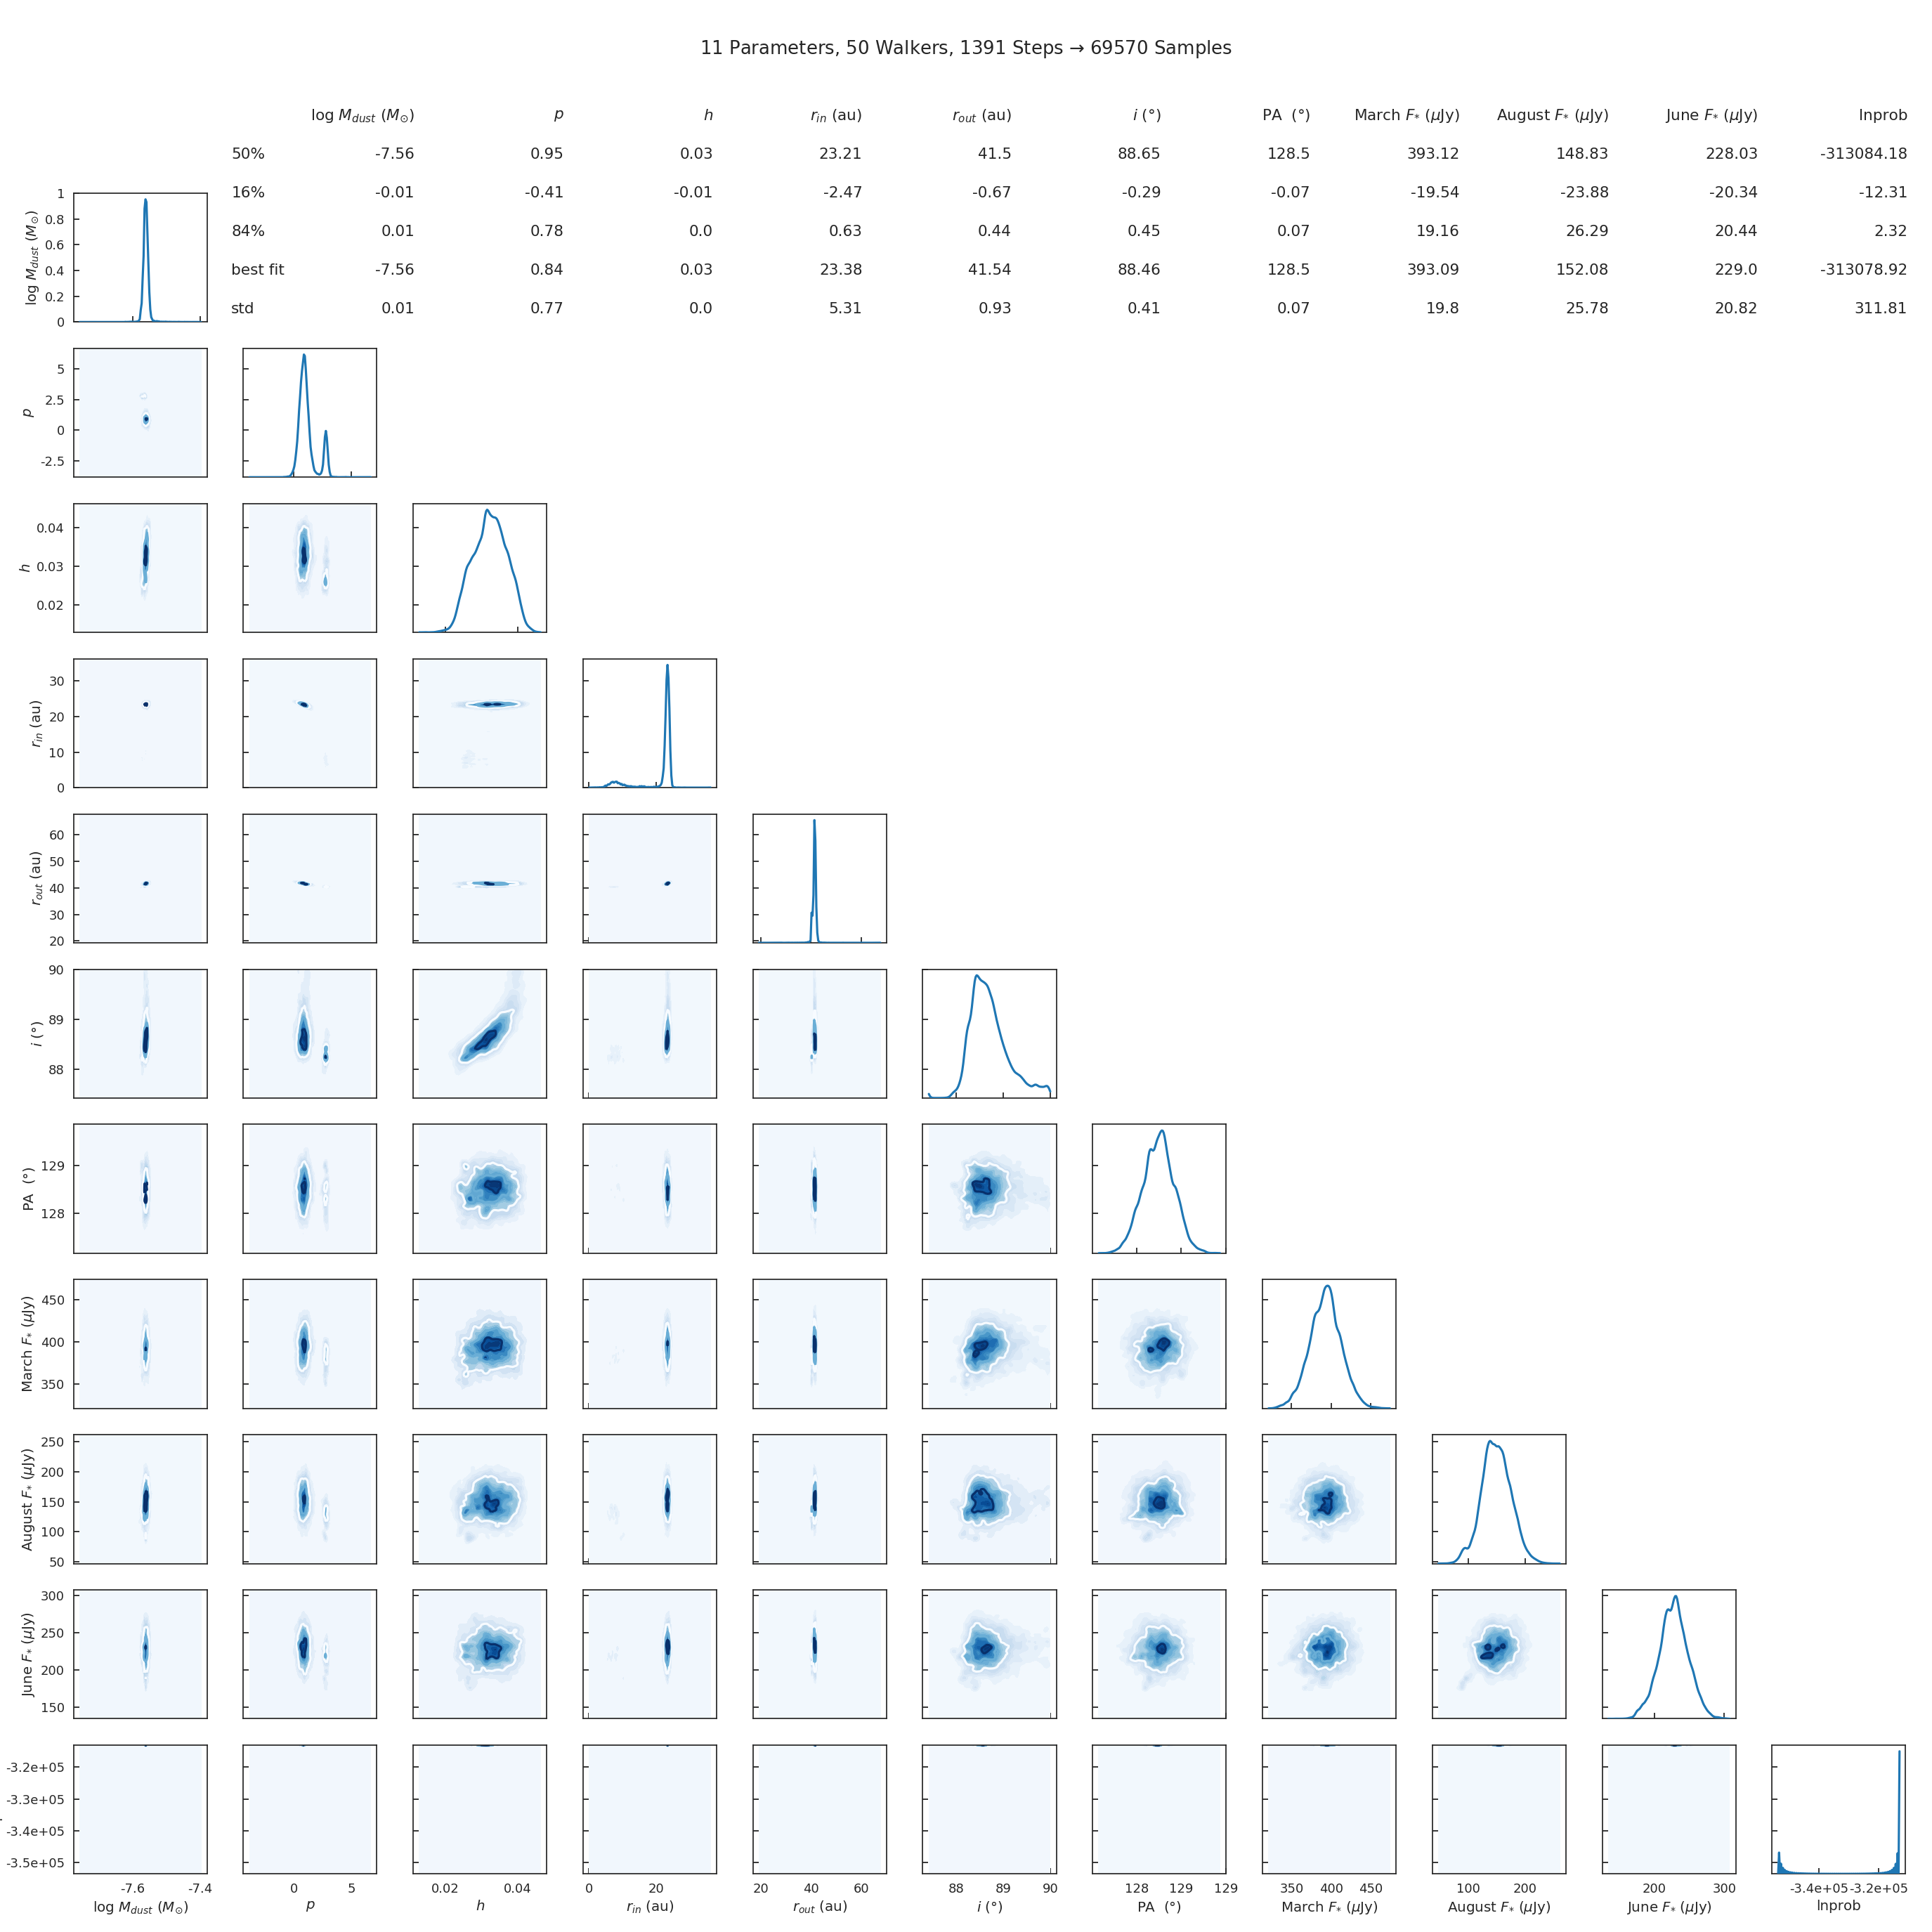 11 Parameters, 50 Walkers, 1391 Steps → 69570 Samples
log M_dust (M_⊙) p h r_in (au) r_out (au) i (°) PA (°) March F_* (μJy) August F_* (μJy) June F_* (μJy) lnprob
50% -7.56 0.95 0.03 23.21 41.5 88.65 128.5 393.12 148.83 228.03 -313084.18
16% -0.01 -0.41 -0.01 -2.47 -0.67 -0.29 -0.07 -19.54 -23.88 -20.34 -12.31
84% 0.01 0.78 0.0 0.63 0.44 0.45 0.07 19.16 26.29 20.44 2.32
best fit -7.56 0.84 0.03 23.38 41.54 88.46 128.5 393.09 152.08 229.0 -313078.92
std 0.01 0.77 0.0 5.31 0.93 0.41 0.07 19.8 25.78 20.82 311.81
log M_dust (M_⊙)
1
0.8
0.6
0.4
0.2
0
p
5
2.5
0
-2.5
h
0.04
0.03
0.02
r_in (au)
30
20
10
0
r_out (au)
60
50
40
30
20
i (°)
90
89
88
PA (°)
129
128
March F_* (μJy)
450
400
350
August F_* (μJy)
250
200
150
100
50
June F_* (μJy)
300
250
200
150
-3.2e+05
-3.3e+05
-3.4e+05
-3.5e+05
-7.6 -7.4 0 5 0.02 0.04 0 20 20 40 60 88 89 90 128 129 129 350 400 450 100 200 200 300 -3.4e+05 -3.2e+05
log M_dust (M_⊙) p h r_in (au) r_out (au) i (°) PA (°) March F_* (μJy) August F_* (μJy) June F_* (μJy) lnprob